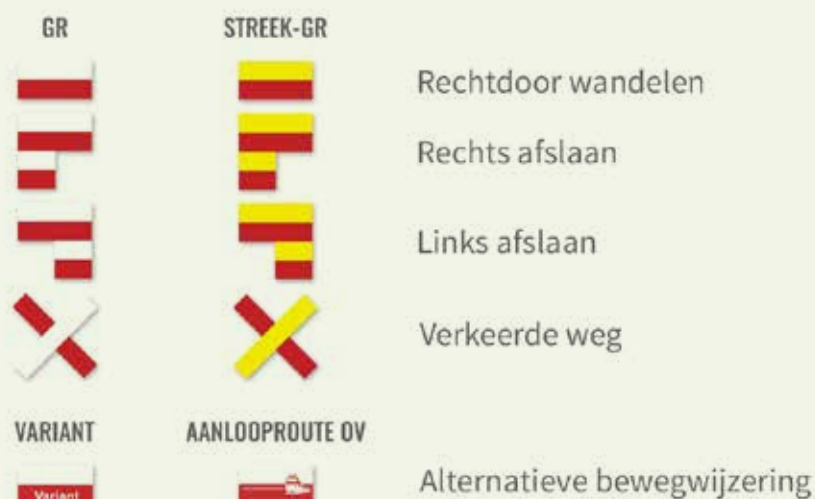 GR STREEK-GR
Rechtdoor wandelen
Rechts afslaan
Links afslaan
Verkeerde weg
VARIANT AANLOOPROUTE OV
Variant
Alternatieve bewegwijzering